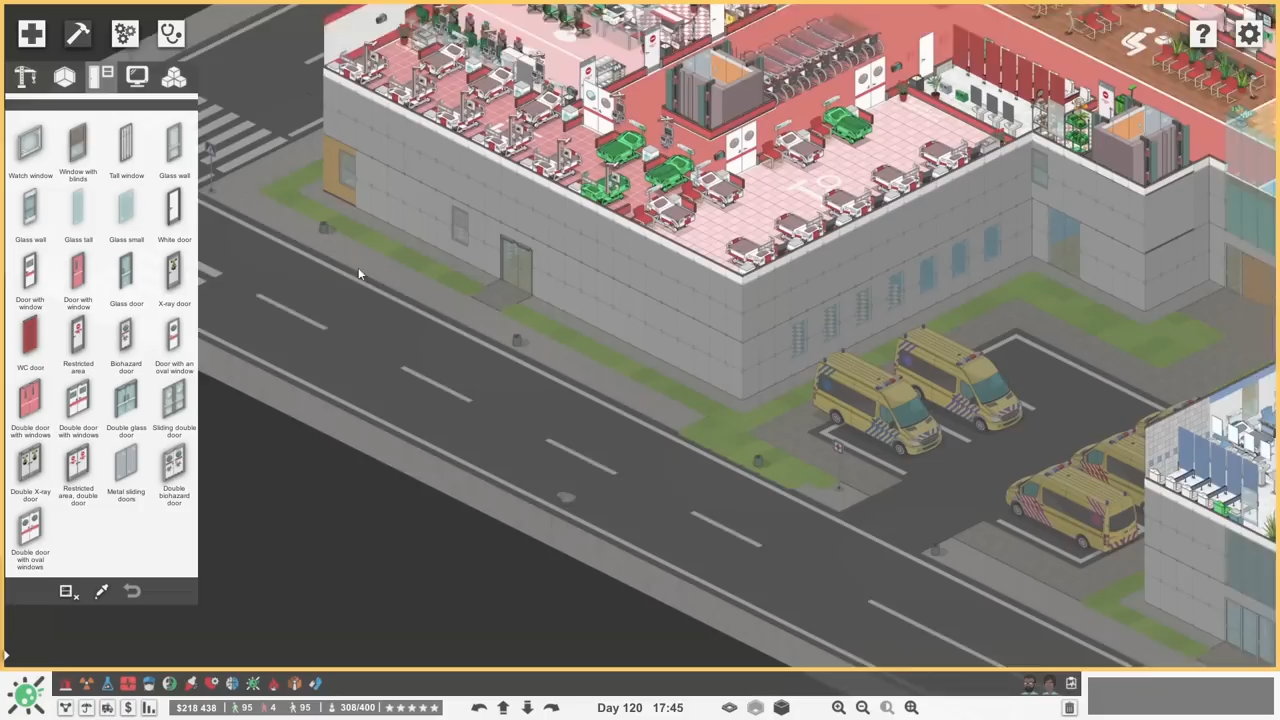 ?
Watch window
Window with blinds
Tall window
Glass wall
Glass wall
Glass tall
Glass small
White door
Door with window
Door with window
Glass door
X-ray door
WC door
Restricted area
Biohazard door
Door with an oval window
Double door with windows
Double door with windows
Double glass door
Sliding double door
Double X-ray door
Restricted area, double door
Metal sliding doors
Double biohazard door
Double door with oval windows
$218 438
95
4
95
308/400
Day 120 17:45